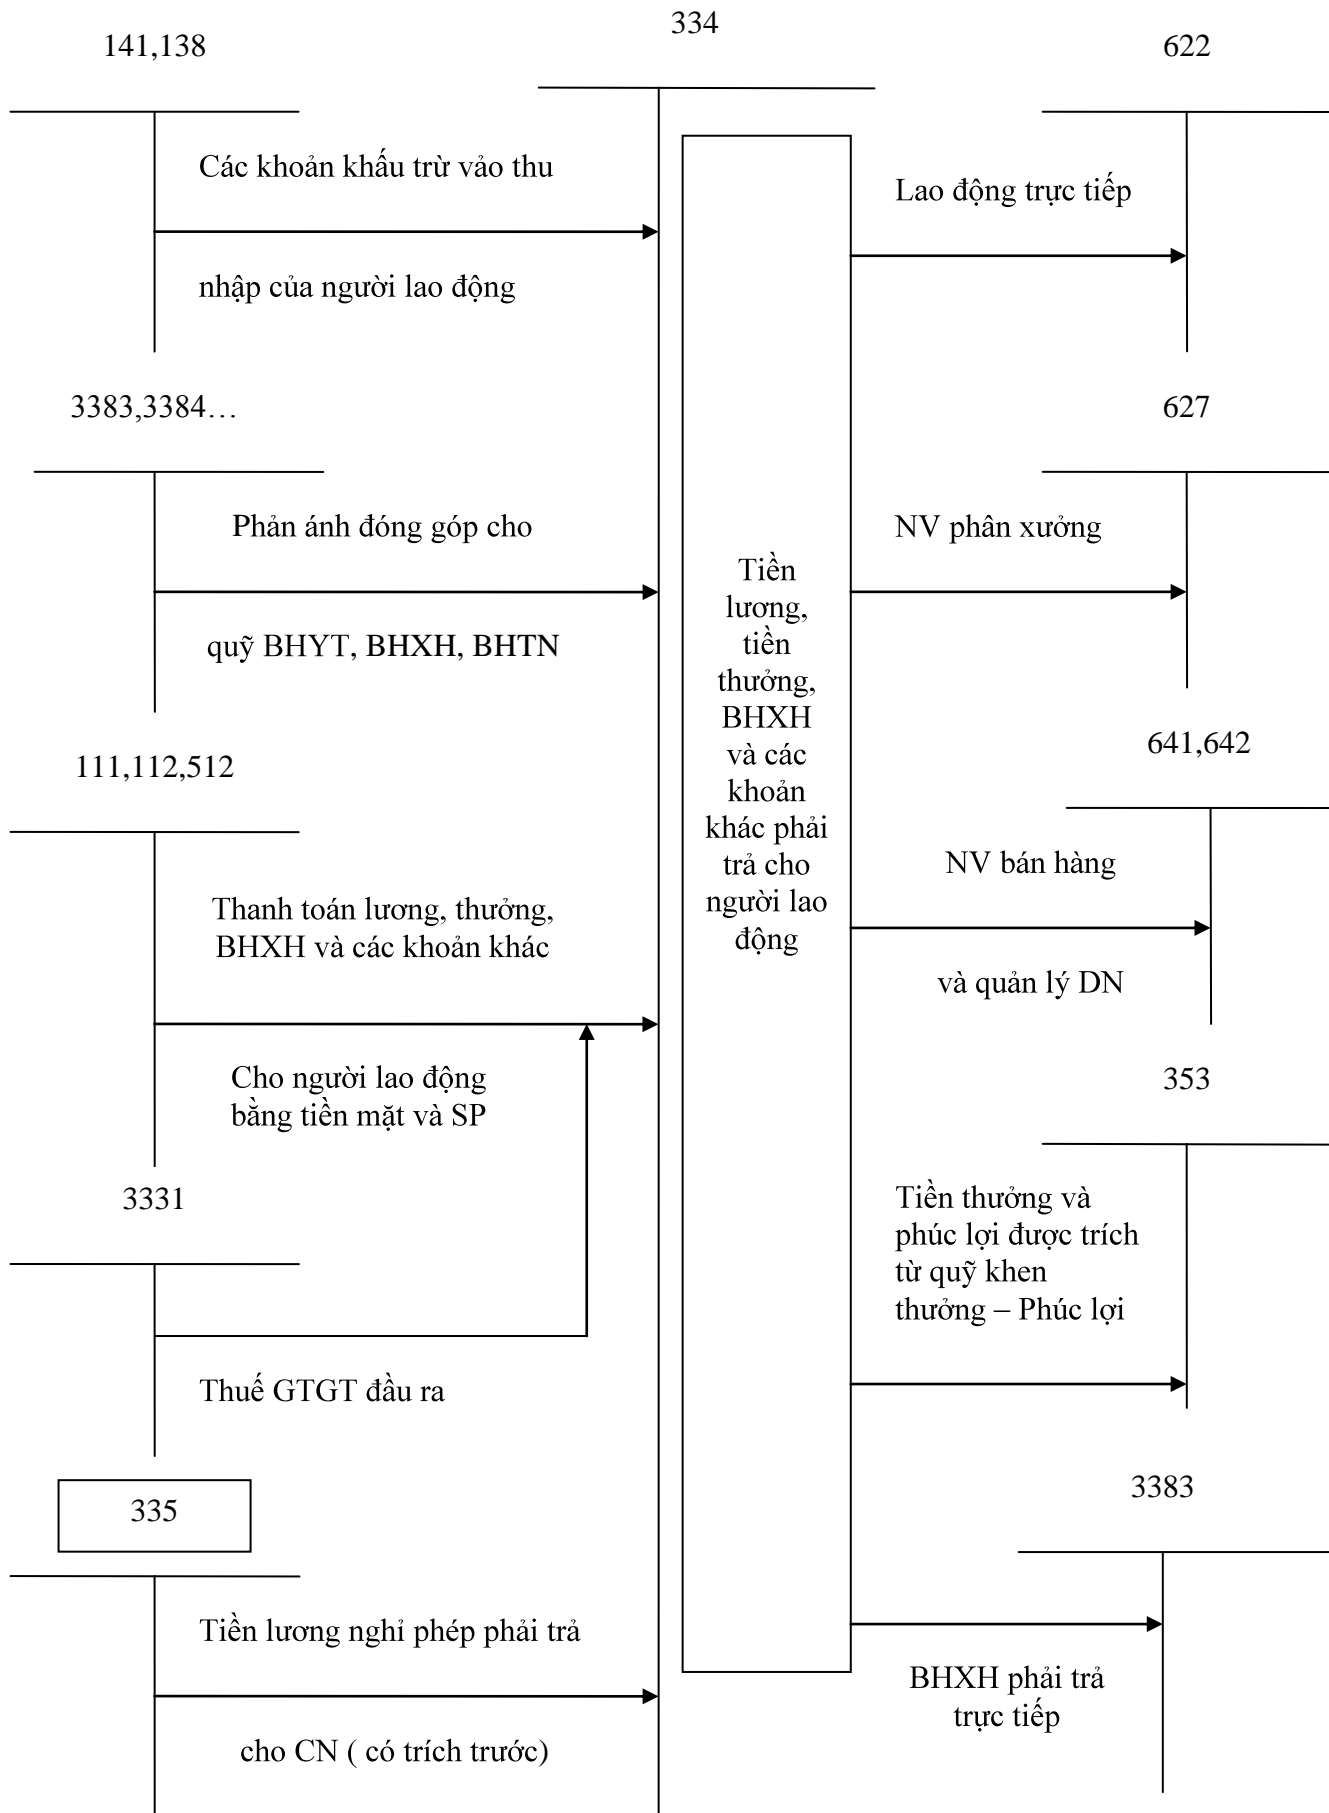 334
141,138
622
Các khoản khấu trừ vảo thu
Lao động trực tiếp
nhập của người lao động
3383,3384…
627
Phản ánh đóng góp cho
NV phân xưởng
quỹ BHYT, BHXH, BHTN
Tiền
lương,
tiền
thưởng,
BHXH
và các
khoản
khác phải
trả cho
người lao
động
641,642
111,112,512
NV bán hàng
Thanh toán lương, thưởng,
BHXH và các khoản khác
và quản lý DN
Cho người lao động
bằng tiền mặt và SP
353
3331
Tiền thưởng và
phúc lợi được trích
từ quỹ khen
thưởng – Phúc lợi
Thuế GTGT đầu ra
3383
335
Tiền lương nghỉ phép phải trả
BHXH phải trả
trực tiếp
cho CN ( có trích trước)